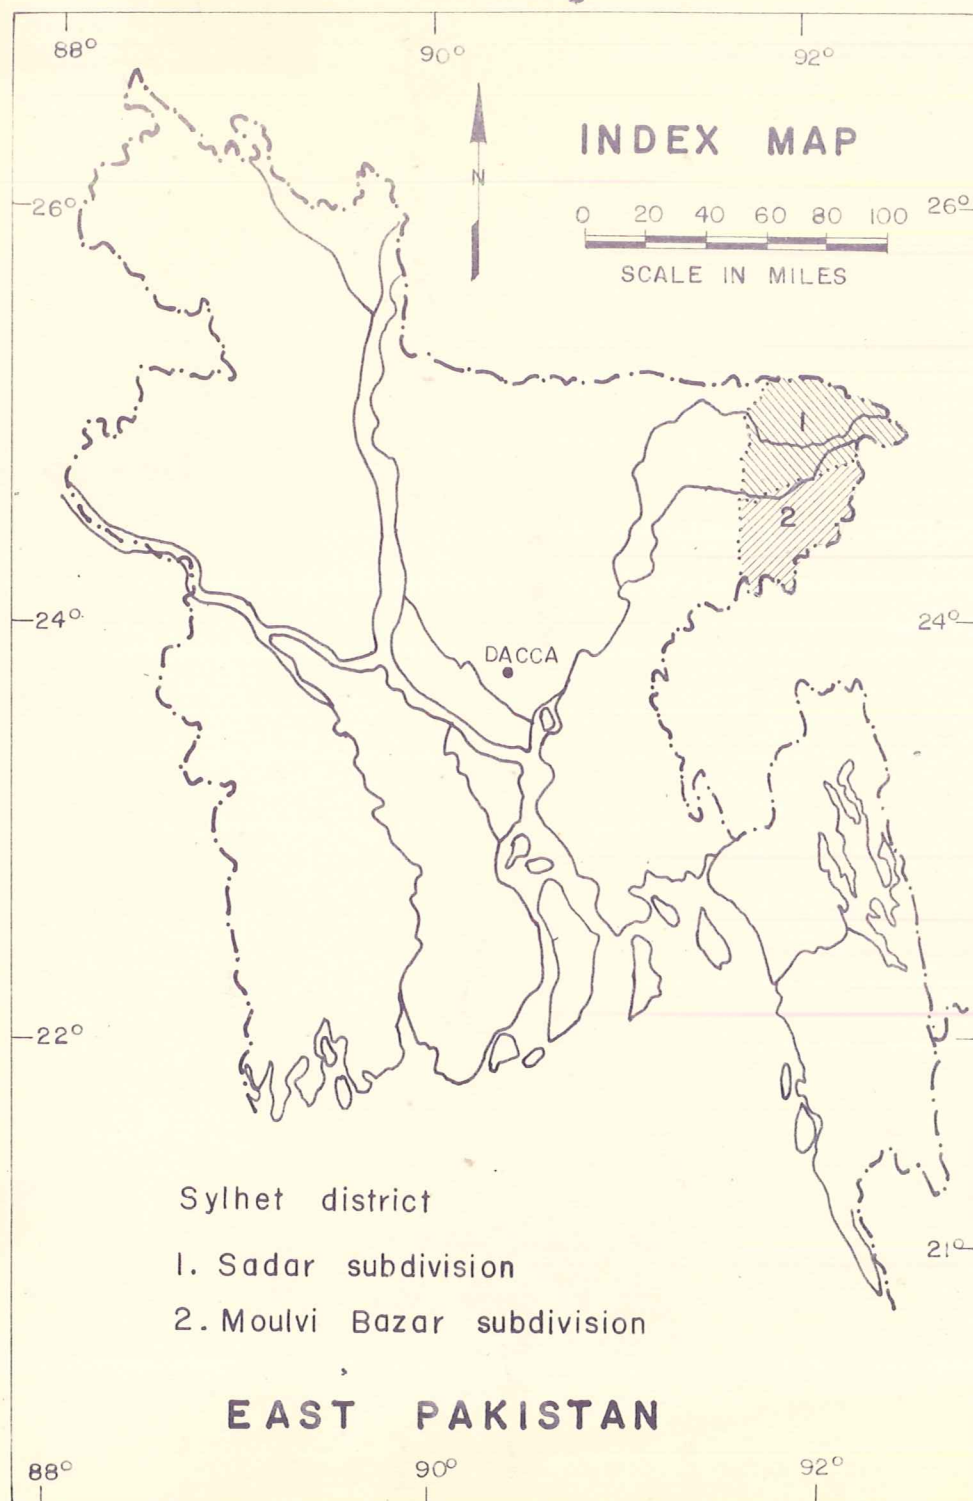 88° 90° 92°
INDEX MAP
N
26° 26°
0 20 40 60 80 100
SCALE IN MILES
1
2
24° 24°
DACCA
22°
Sylhet district
21°
1. Sadar subdivision
2. Moulvi Bazar subdivision
EAST PAKISTAN
88° 90° 92°